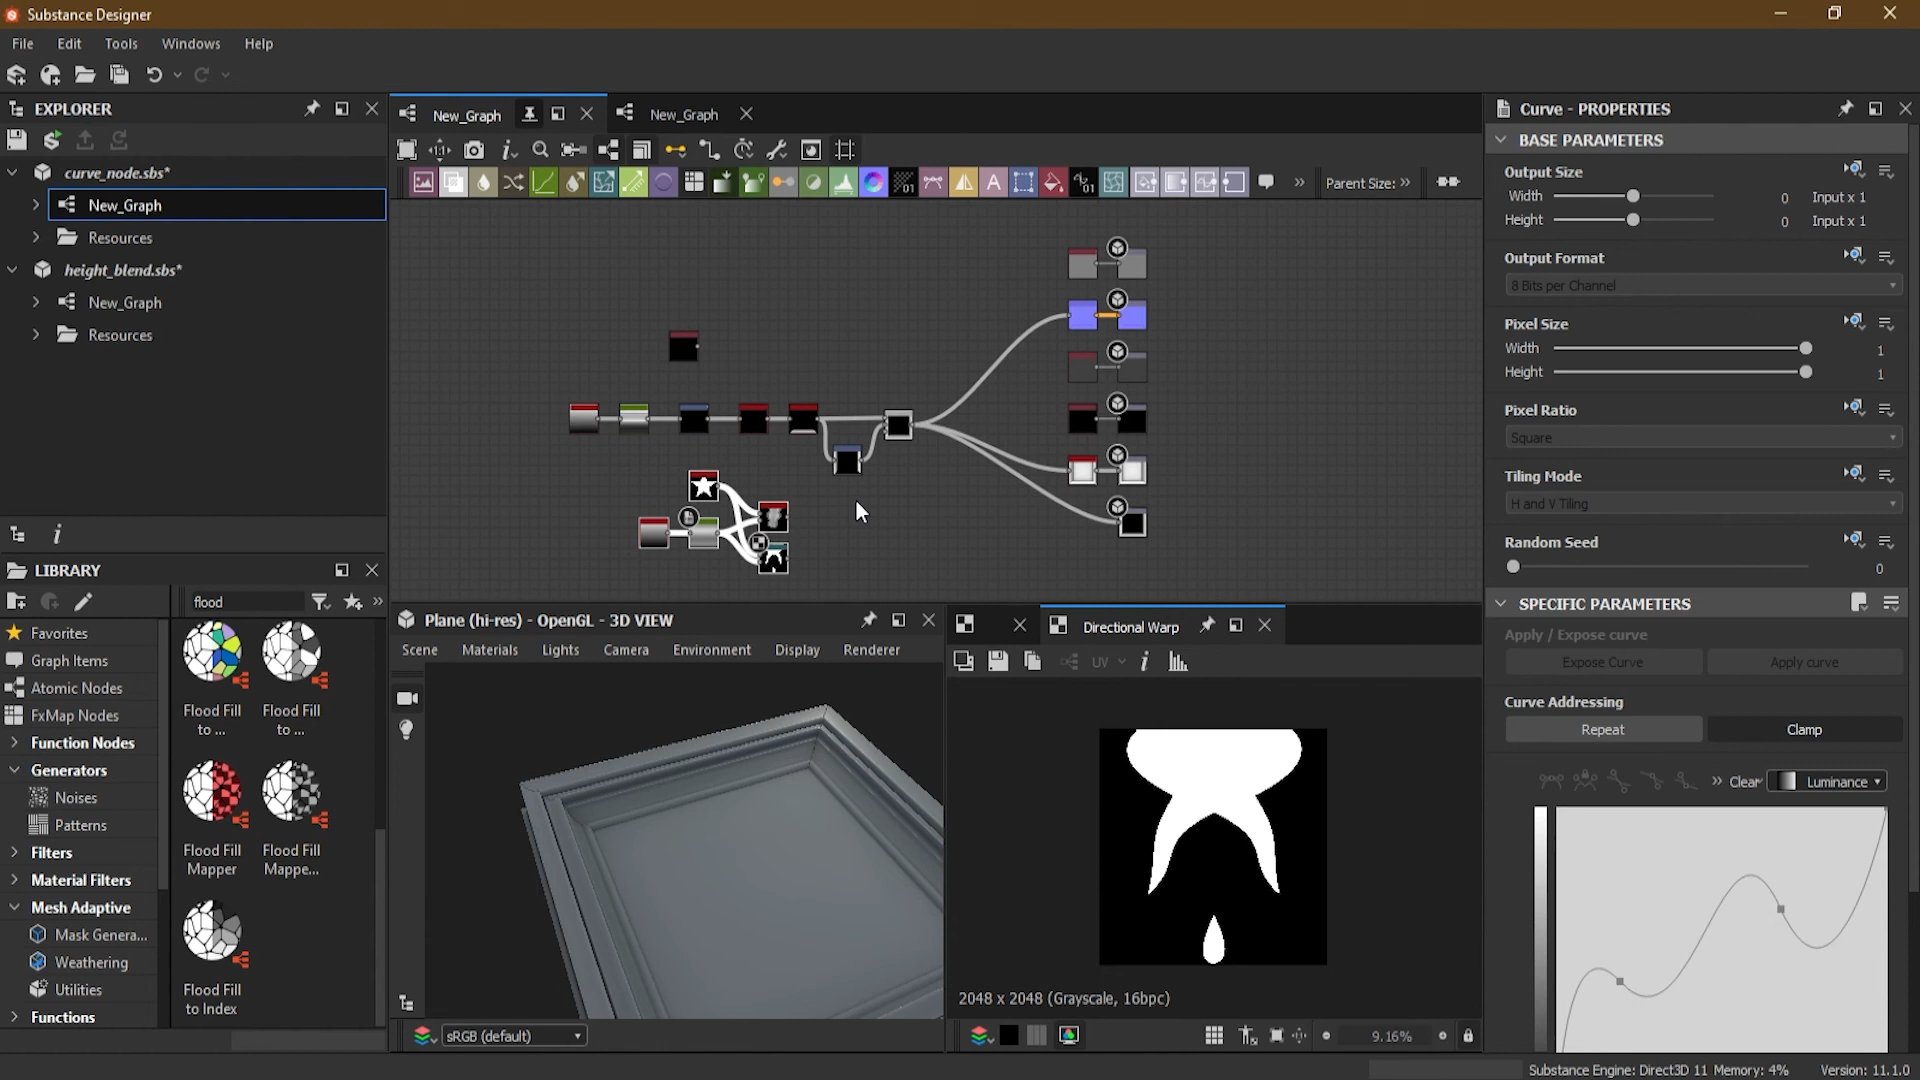 Substance Designer
File Edit Tools Windows Help
EXPLORER
curve_node.sbs*
New_Graph
Resources
height_blend.sbs*
New_Graph
Resources
LIBRARY
flood
Favorites
Graph Items
Atomic Nodes
FxMap Nodes
Function Nodes
Generators
Noises
Patterns
Filters
Material Filters
Mesh Adaptive
Mask Genera...
Weathering
Utilities
Functions
Flood Fill to ...
Flood Fill to ...
Flood Fill Mapper
Flood Fill Mappe...
Flood Fill to Index
New_Graph
New_Graph
Parent Size:
Plane (hi-res) - OpenGL - 3D VIEW
Scene Materials Lights Camera Environment Display Renderer
sRGB (default)
Directional Warp
UV
2048 x 2048 (Grayscale, 16bpc)
9.16%
Curve - PROPERTIES
BASE PARAMETERS
Output Size
Width 0 Input x 1
Height 0 Input x 1
Output Format
8 Bits per Channel
Pixel Size
Width 1
Height 1
Pixel Ratio
Square
Tiling Mode
H and V Tiling
Random Seed
0
SPECIFIC PARAMETERS
Apply / Expose curve
Expose Curve Apply curve
Curve Addressing
Repeat Clamp
Clear Luminance
Substance Engine: Direct3D 11 Memory: 4% Version: 11.1.0